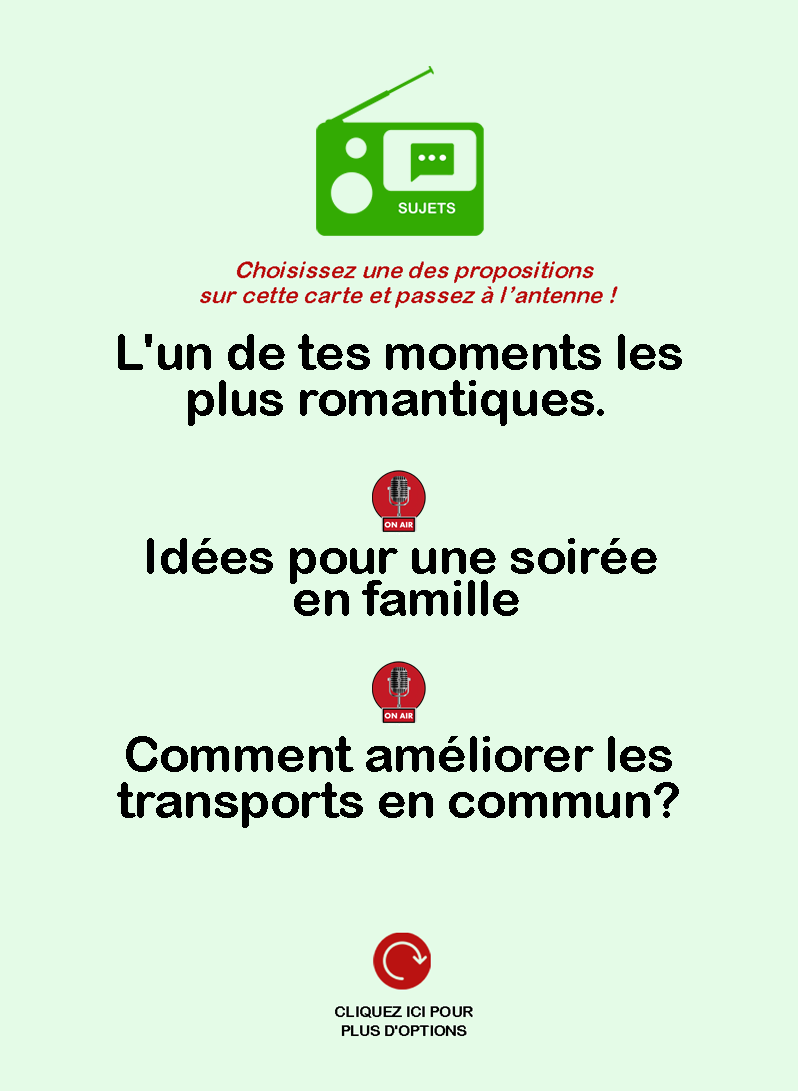 SUJETS
Choisissez une des propositions
sur cette carte et passez à l’antenne !
L'un de tes moments les
plus romantiques.
ON AIR
Idées pour une soirée
en famille
ON AIR
Comment améliorer les
transports en commun?
CLIQUEZ ICI POUR
PLUS D'OPTIONS